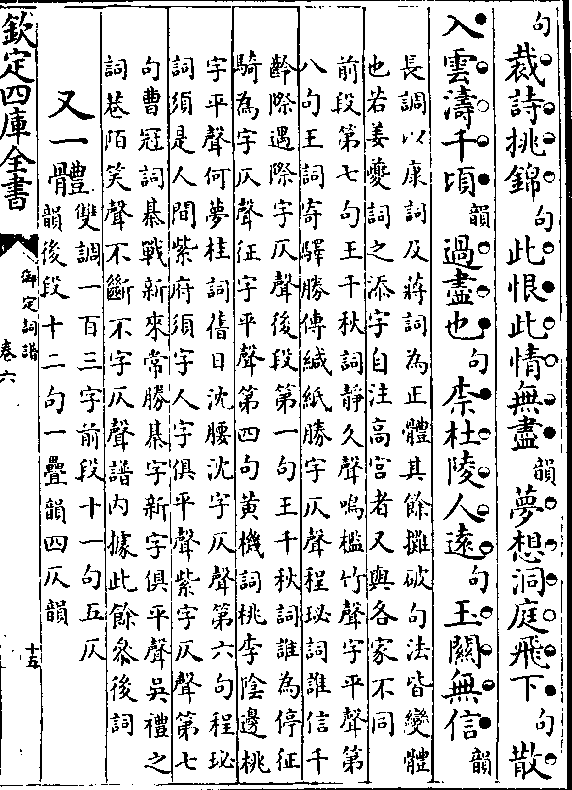 句裁詩挑錦句此恨此情無盡韻夢想洞庭飛下句散
入雲濤千頃韻過盡也句柰杜陵人遠句玉關無信韻
長調以康詞及蔣詞為正體其餘攤破句法皆變體
也若姜夔詞之添字自注高宮者又與各家不同
前段第七句王千秋詞靜久聲鳴檻竹聲字平聲第
八句王詞寄驛勝傳緘紙勝字仄聲程珌詞誰信千
齡際遇際字仄聲後段第一句王千秋詞誰為停征
騎為字仄聲征字平聲第四句黄機詞桃李陰邊桃
字平聲何夢桂詞舊日沈腰沈字仄聲第六句程珌
詞須是人間紫府須字人字俱平聲紫字仄聲第七
句曹冠詞棊戰新來常勝棊字新字俱平聲吳禮之
詞巷陌笑聲不斷不字仄聲譜内據此餘叅後詞
又一體雙調一百三字前段十一句五仄
韻後段十二句一疊韻四仄韻
欽定四庫全書
御定詞譜
卷六
十五